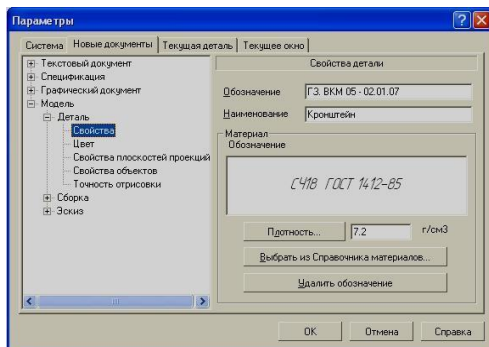 Параметры
Система Новые документы Текущая деталь Текущее окно
Текстовый документ
Спецификация
Графический документ
Модель
Деталь
Свойства
Цвет
Свойства плоскостей проекций
Свойства объектов
Точность отрисовки
Сборка
Эскиз
Свойства детали
Обозначение ГЗ. ВКМ 05 - 02.01.07
Наименование Кронштейн
Материал
Обозначение
СЧ18 ГОСТ 1412-85
Плотность... 7.2 г/см3
Выбрать из Справочника материалов...
Удалить обозначение
OK Отмена Справка